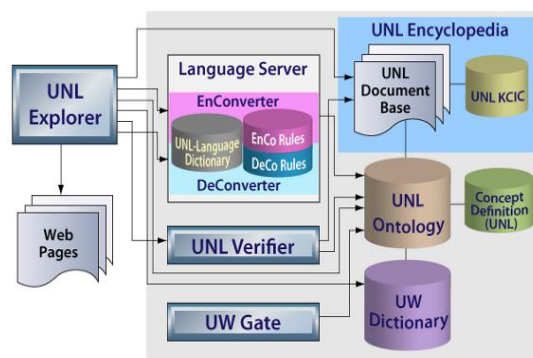 UNL Encyclopedia
UNL
Explorer
Language Server
EnConverter
UNL-Language
Dictionary
EnCo Rules
DeCo Rules
DeConverter
UNL
Document
Base
UNL KCIC
Web
Pages
UNL Verifier
UNL
Ontology
Concept
Definition
(UNL)
UW Gate
UW
Dictionary